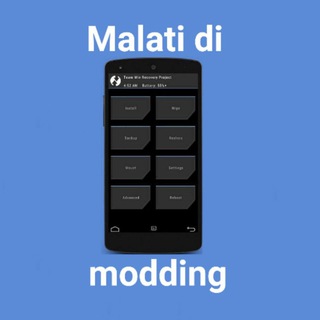 Malati di
Team Win Recovery Project
4:52 AM Battery: 50%+
Install
Wipe
Backup
Restore
Mount
Settings
Advanced
Reboot
modding